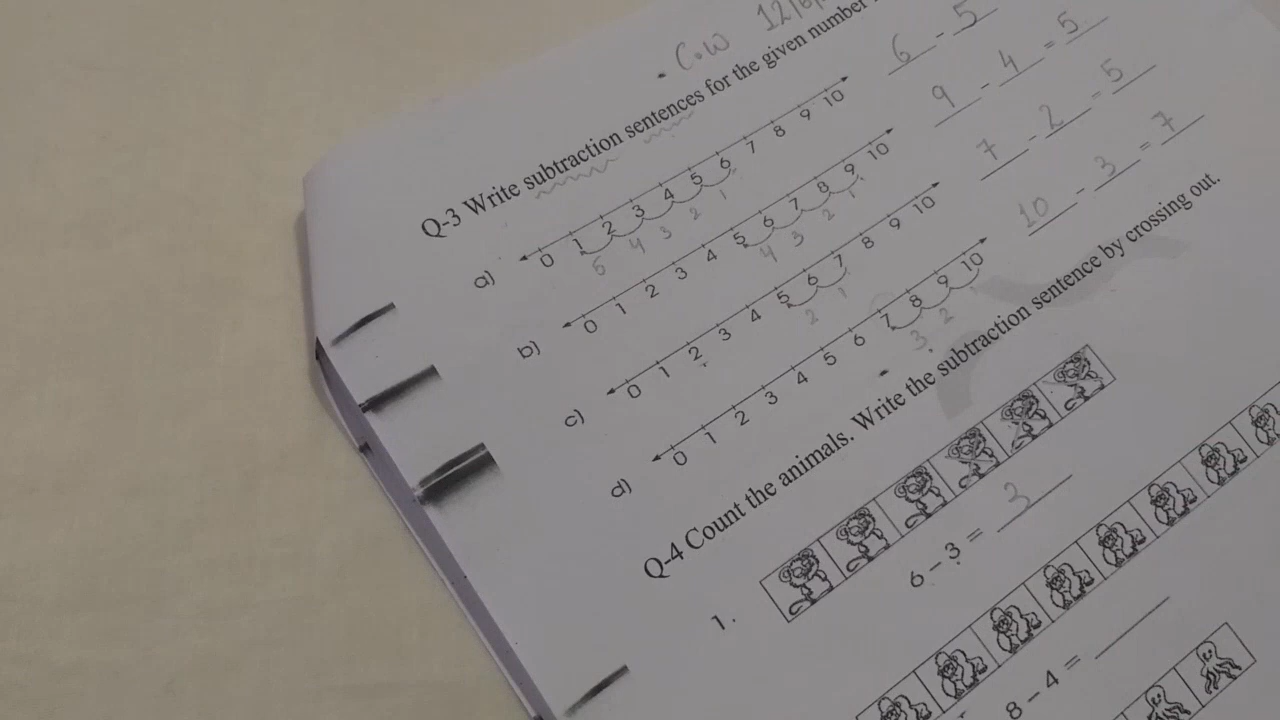 C.W
Q-3 Write subtraction sentences for the given number
a) 0 1 2 3 4 5 6 7 8 9 10 6 - 5
5 4 3 2 1
b) 0 1 2 3 4 5 6 7 8 9 10 9 - 4 = 5
4 3 2 1
c) 0 1 2 3 4 5 6 7 8 9 10 7 - 2 = 5
2 1
d) 0 1 2 3 4 5 6 7 8 9 10 10 - 3 = 7
3 2 1
Q-4 Count the animals. Write the subtraction sentence by crossing out.
1.
6 – 3 = 3
8 – 4 =